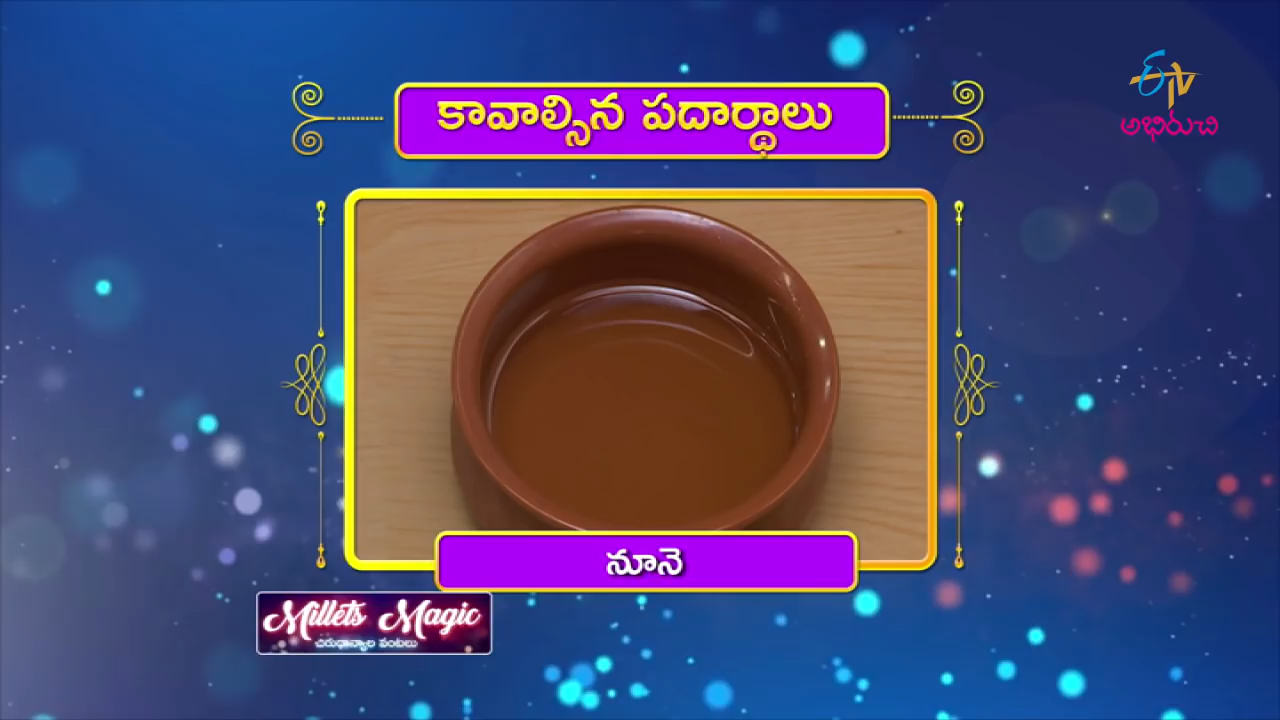 కావాల్సిన పదార్థాలు
ETV
అభిరుచి
నూనె
Millets Magic
చిరుధాన్యాల వంటలు